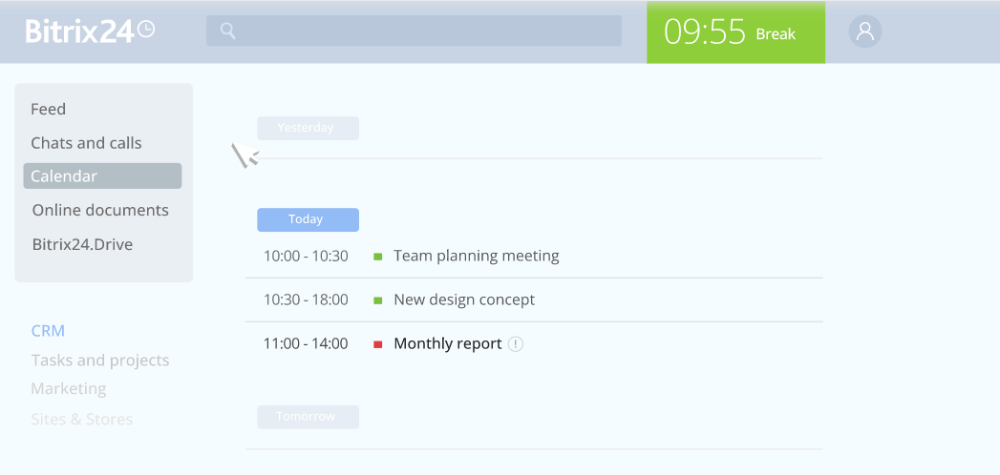 Bitrix24
09:55 Break
Feed
Chats and calls
Calendar
Online documents
Bitrix24.Drive
CRM
Tasks and projects
Marketing
Sites & Stores
Yesterday
Today
10:00 - 10:30 Team planning meeting
10:30 - 18:00 New design concept
11:00 - 14:00 Monthly report !
Tomorrow